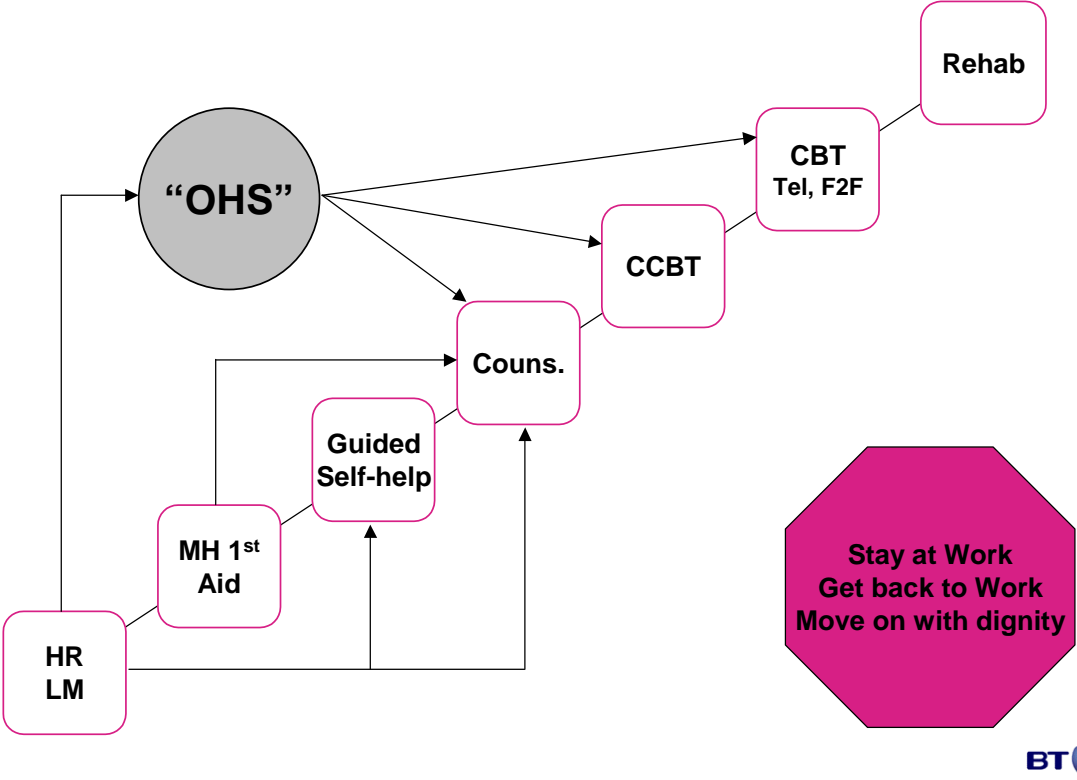 Rehab
CBT
Tel, F2F
“OHS”
CCBT
Couns.
Guided
Self-help
MH 1st
Aid
HR
LM
Stay at Work
Get back to Work
Move on with dignity
BT